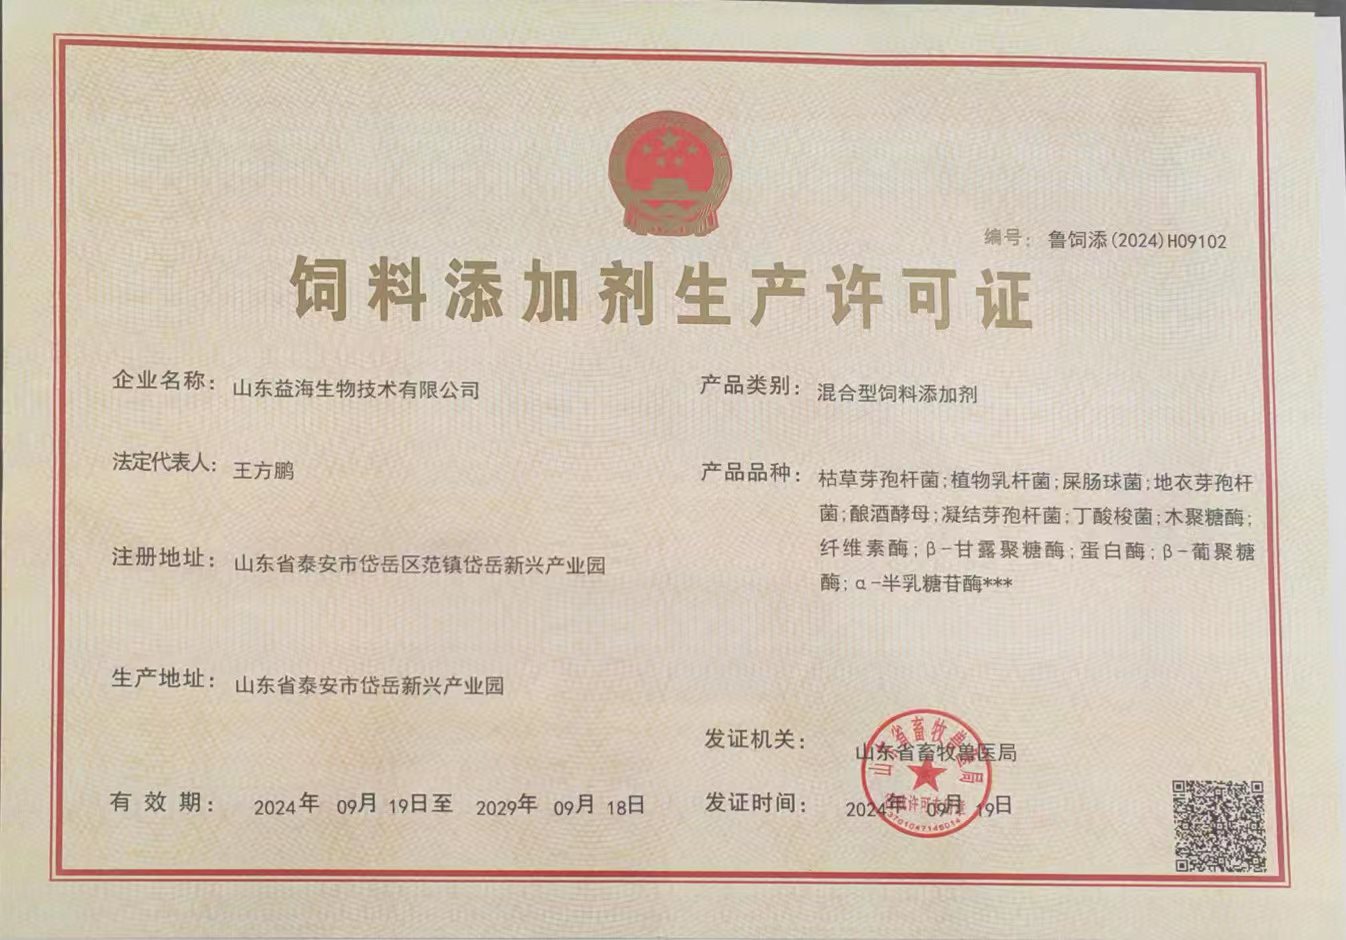 编号：鲁饲添(2024)H09102
饲料添加剂生产许可证
企业名称：山东益海生物技术有限公司
法定代表人：王方鹏
注册地址：山东省泰安市岱岳区范镇岱岳新兴产业园
生产地址：山东省泰安市岱岳新兴产业园
有效期：2024年 09月 19日至 2029年 09月 18日
产品类别：混合型饲料添加剂
产品品种：枯草芽孢杆菌;植物乳杆菌;屎肠球菌;地衣芽孢杆
菌;酿酒酵母;凝结芽孢杆菌;丁酸梭菌;木聚糖酶;
纤维素酶;β-甘露聚糖酶;蛋白酶;β-葡聚糖
酶;α-半乳糖苷酶***
发证机关：山东省畜牧兽医局
发证时间：2024年 09月 19日
山东省畜牧兽医局